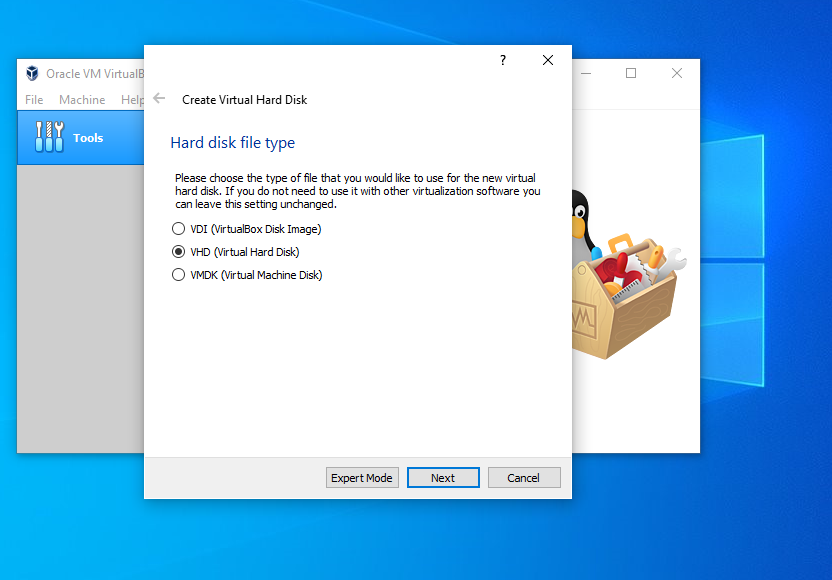 ?
Oracle VM VirtualB
File Machine Help
Create Virtual Hard Disk
Tools
Hard disk file type
Please choose the type of file that you would like to use for the new virtual
hard disk. If you do not need to use it with other virtualization software you
can leave this setting unchanged.
VDI (VirtualBox Disk Image)
VHD (Virtual Hard Disk)
VMDK (Virtual Machine Disk)
Expert Mode Next Cancel